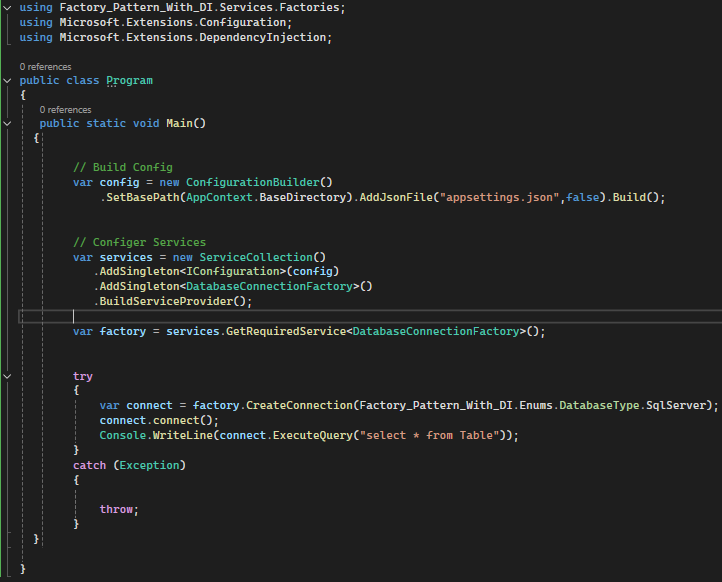 using Factory_Pattern_With_DI.Services.Factories;
using Microsoft.Extensions.Configuration;
using Microsoft.Extensions.DependencyInjection;
0 references
public class Program
{
0 references
public static void Main()
{
// Build Config
var config = new ConfigurationBuilder()
.SetBasePath(AppContext.BaseDirectory).AddJsonFile("appsettings.json",false).Build();
// Configer Services
var services = new ServiceCollection()
.AddSingleton<IConfiguration>(config)
.AddSingleton<DatabaseConnectionFactory>()
.BuildServiceProvider();
var factory = services.GetRequiredService<DatabaseConnectionFactory>();
try
{
var connect = factory.CreateConnection(Factory_Pattern_With_DI.Enums.DatabaseType.SqlServer);
connect.connect();
Console.WriteLine(connect.ExecuteQuery("select * from Table"));
}
catch (Exception)
{
throw;
}
}
}